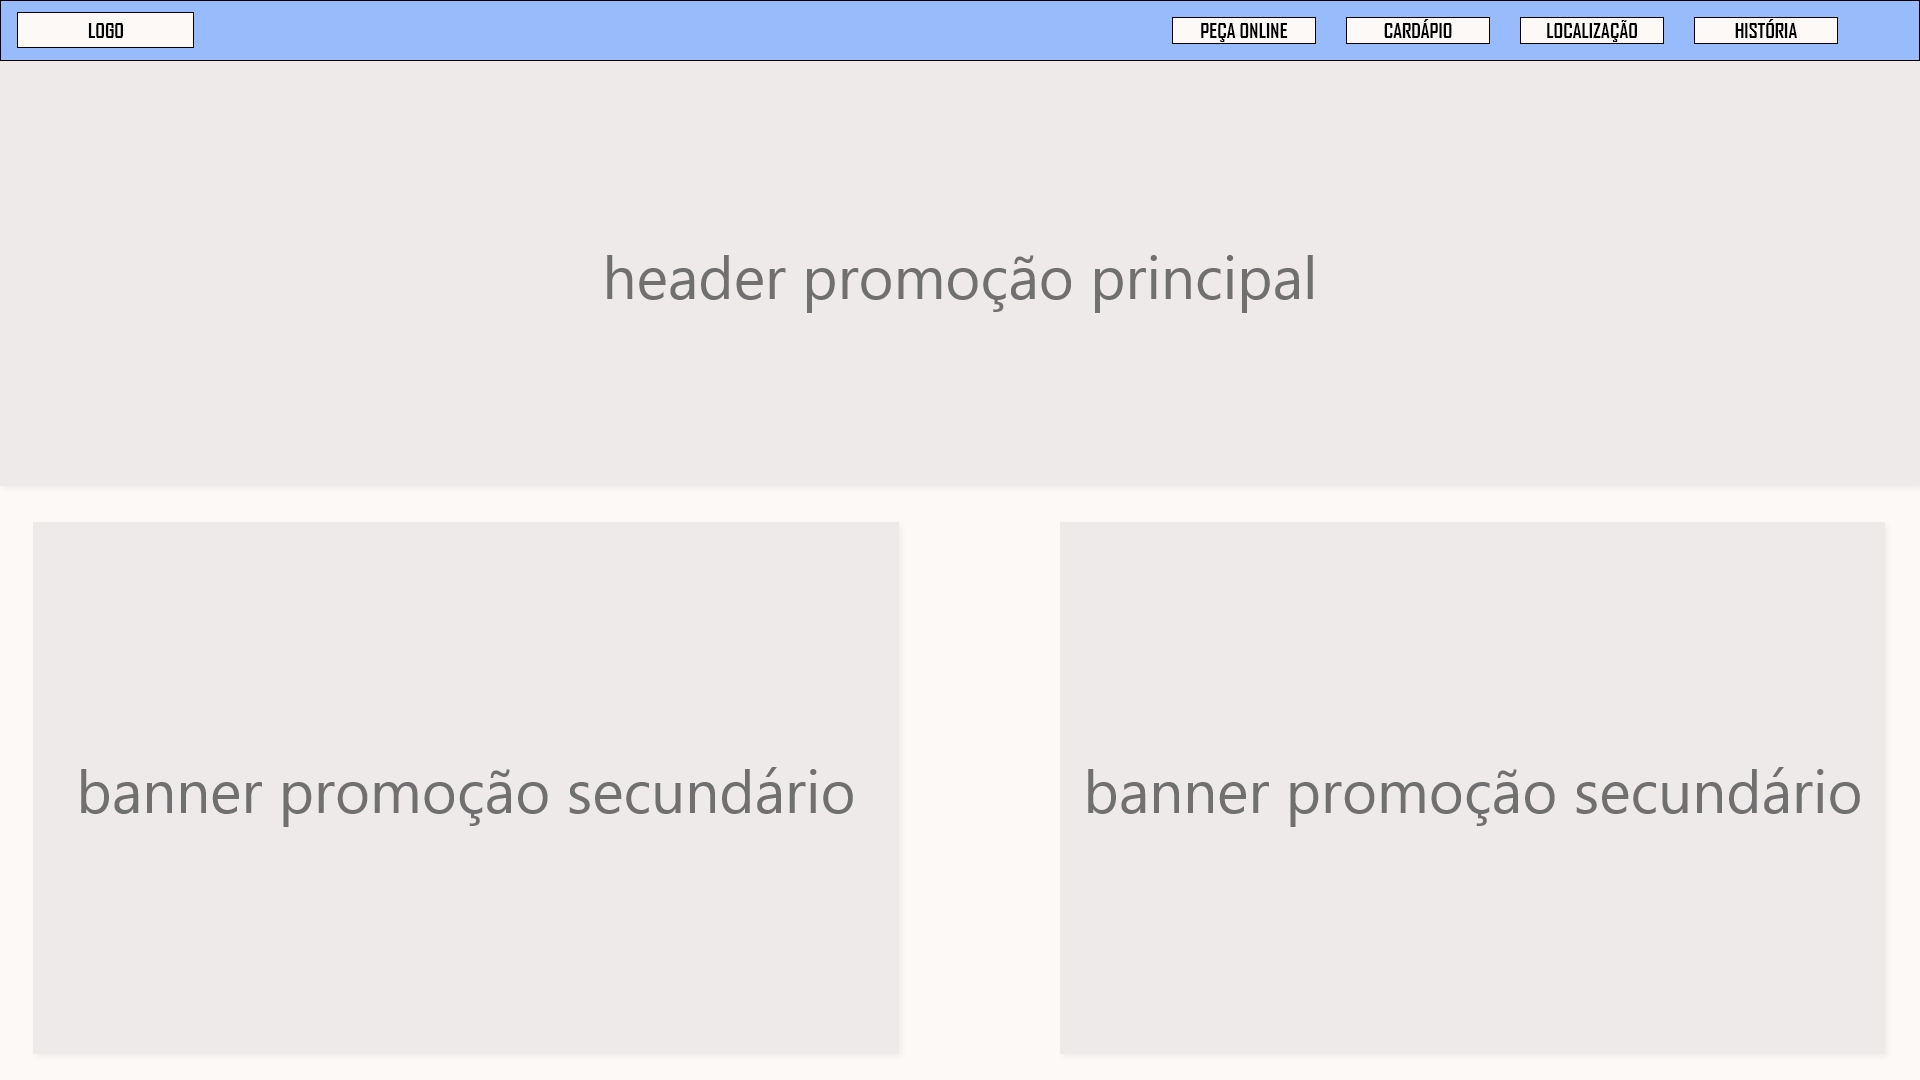 LOGO
PEÇA ONLINE
CARDÁPIO
LOCALIZAÇÃO
HISTÓRIA
header promoção principal
banner promoção secundário
banner promoção secundário